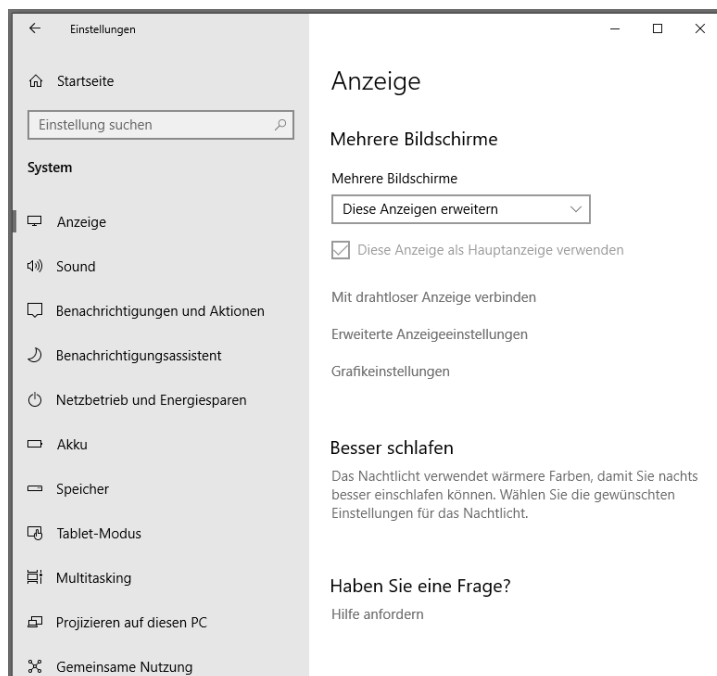 Einstellungen
Startseite
Einstellung suchen
System
Anzeige
Sound
Benachrichtigungen und Aktionen
Benachrichtigungsassistent
Netzbetrieb und Energiesparen
Akku
Speicher
Tablet-Modus
Multitasking
Projizieren auf diesen PC
Gemeinsame Nutzung
Anzeige
Mehrere Bildschirme
Mehrere Bildschirme
Diese Anzeigen erweitern
Diese Anzeige als Hauptanzeige verwenden
Mit drahtloser Anzeige verbinden
Erweiterte Anzeigeeinstellungen
Grafikeinstellungen
Besser schlafen
Das Nachtlicht verwendet wärmere Farben, damit Sie nachts
besser einschlafen können. Wählen Sie die gewünschten
Einstellungen für das Nachtlicht.
Haben Sie eine Frage?
Hilfe anfordern